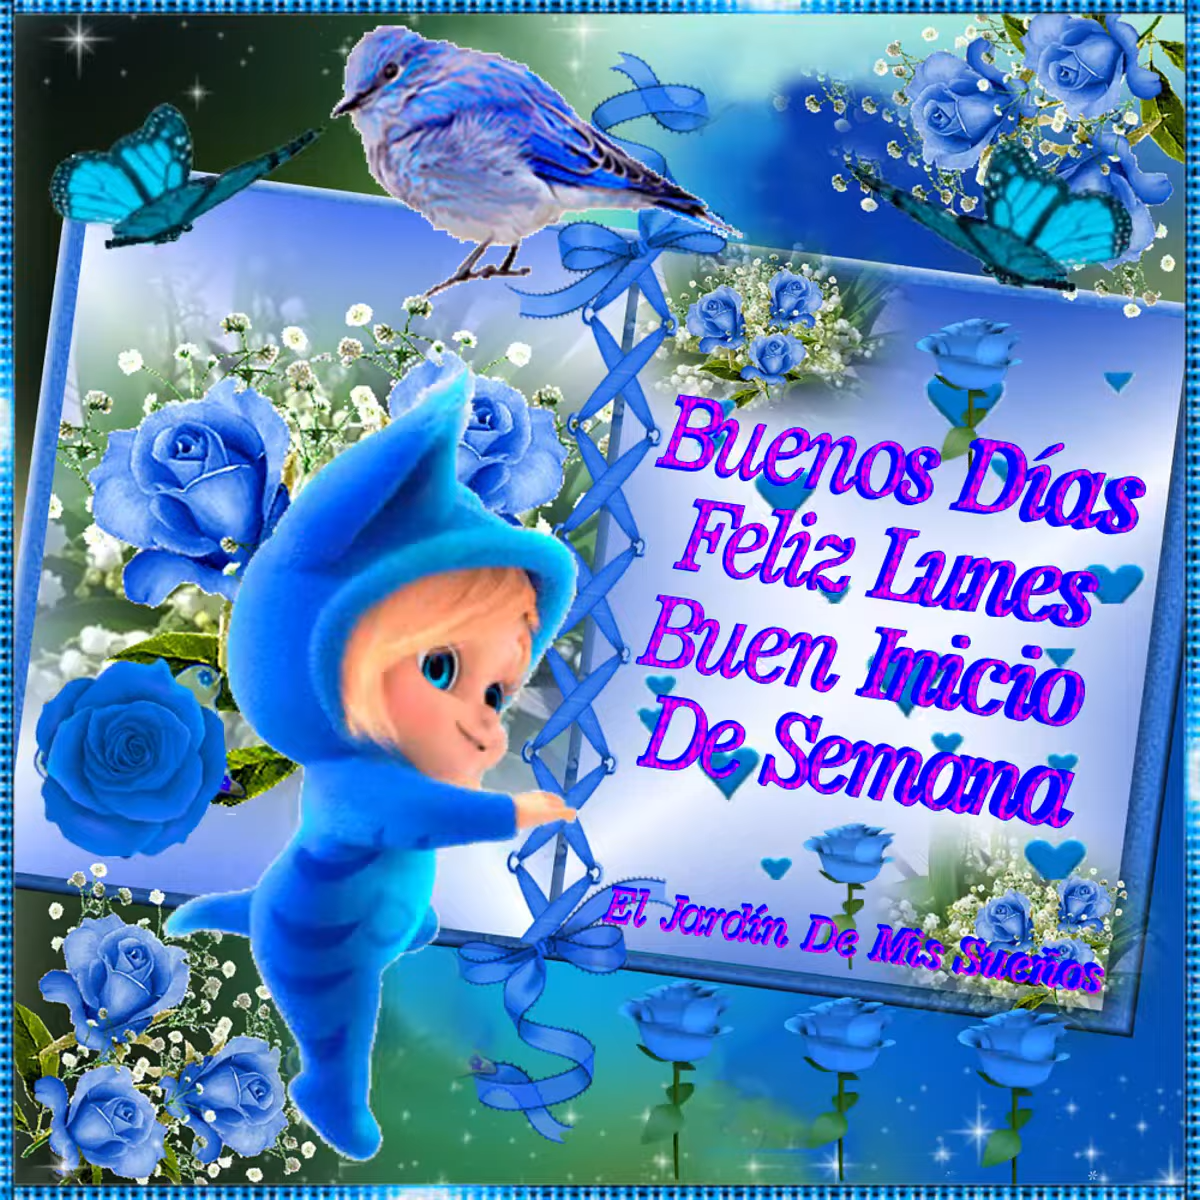 Buenos Días
Feliz Lunes
Buen Inicio
De Semana
El Jardín De Mis Sueños